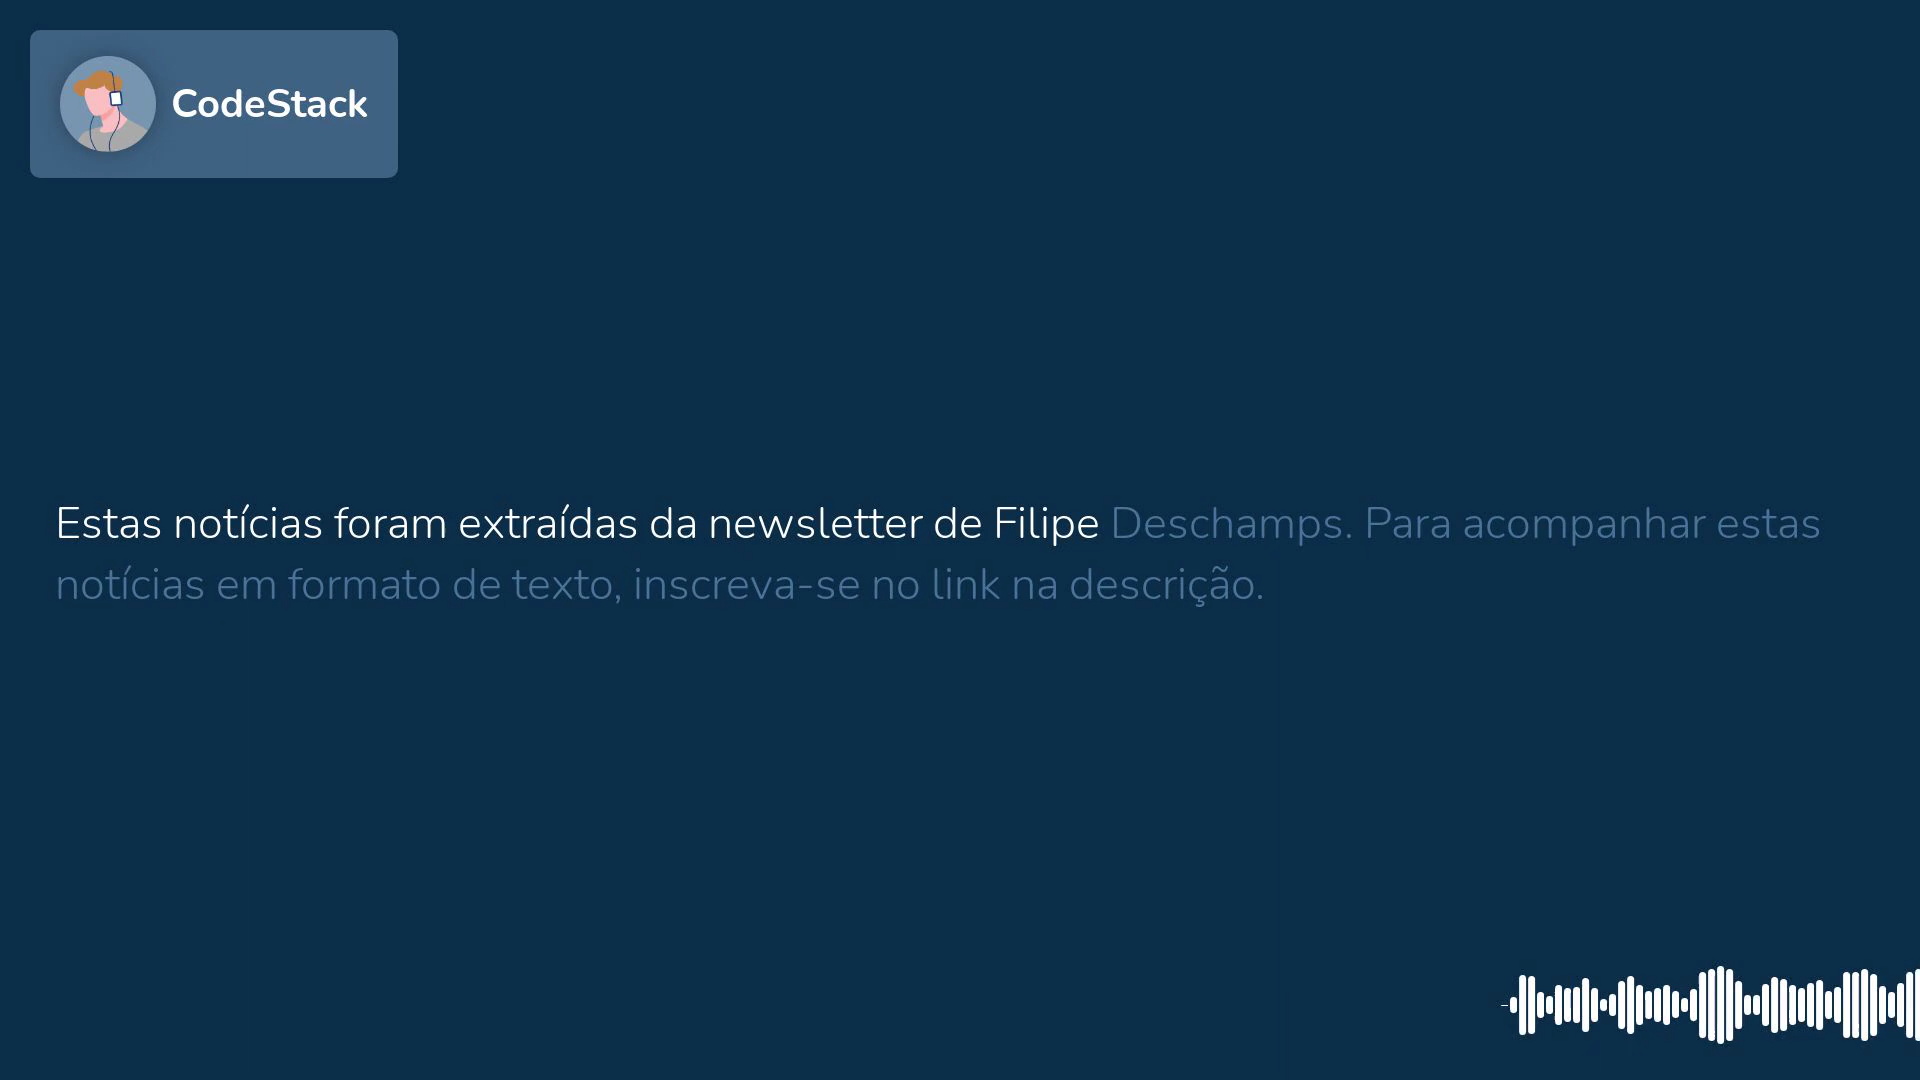 CodeStack
Estas notícias foram extraídas da newsletter de Filipe Deschamps. Para acompanhar estas
notícias em formato de texto, inscreva-se no link na descrição.